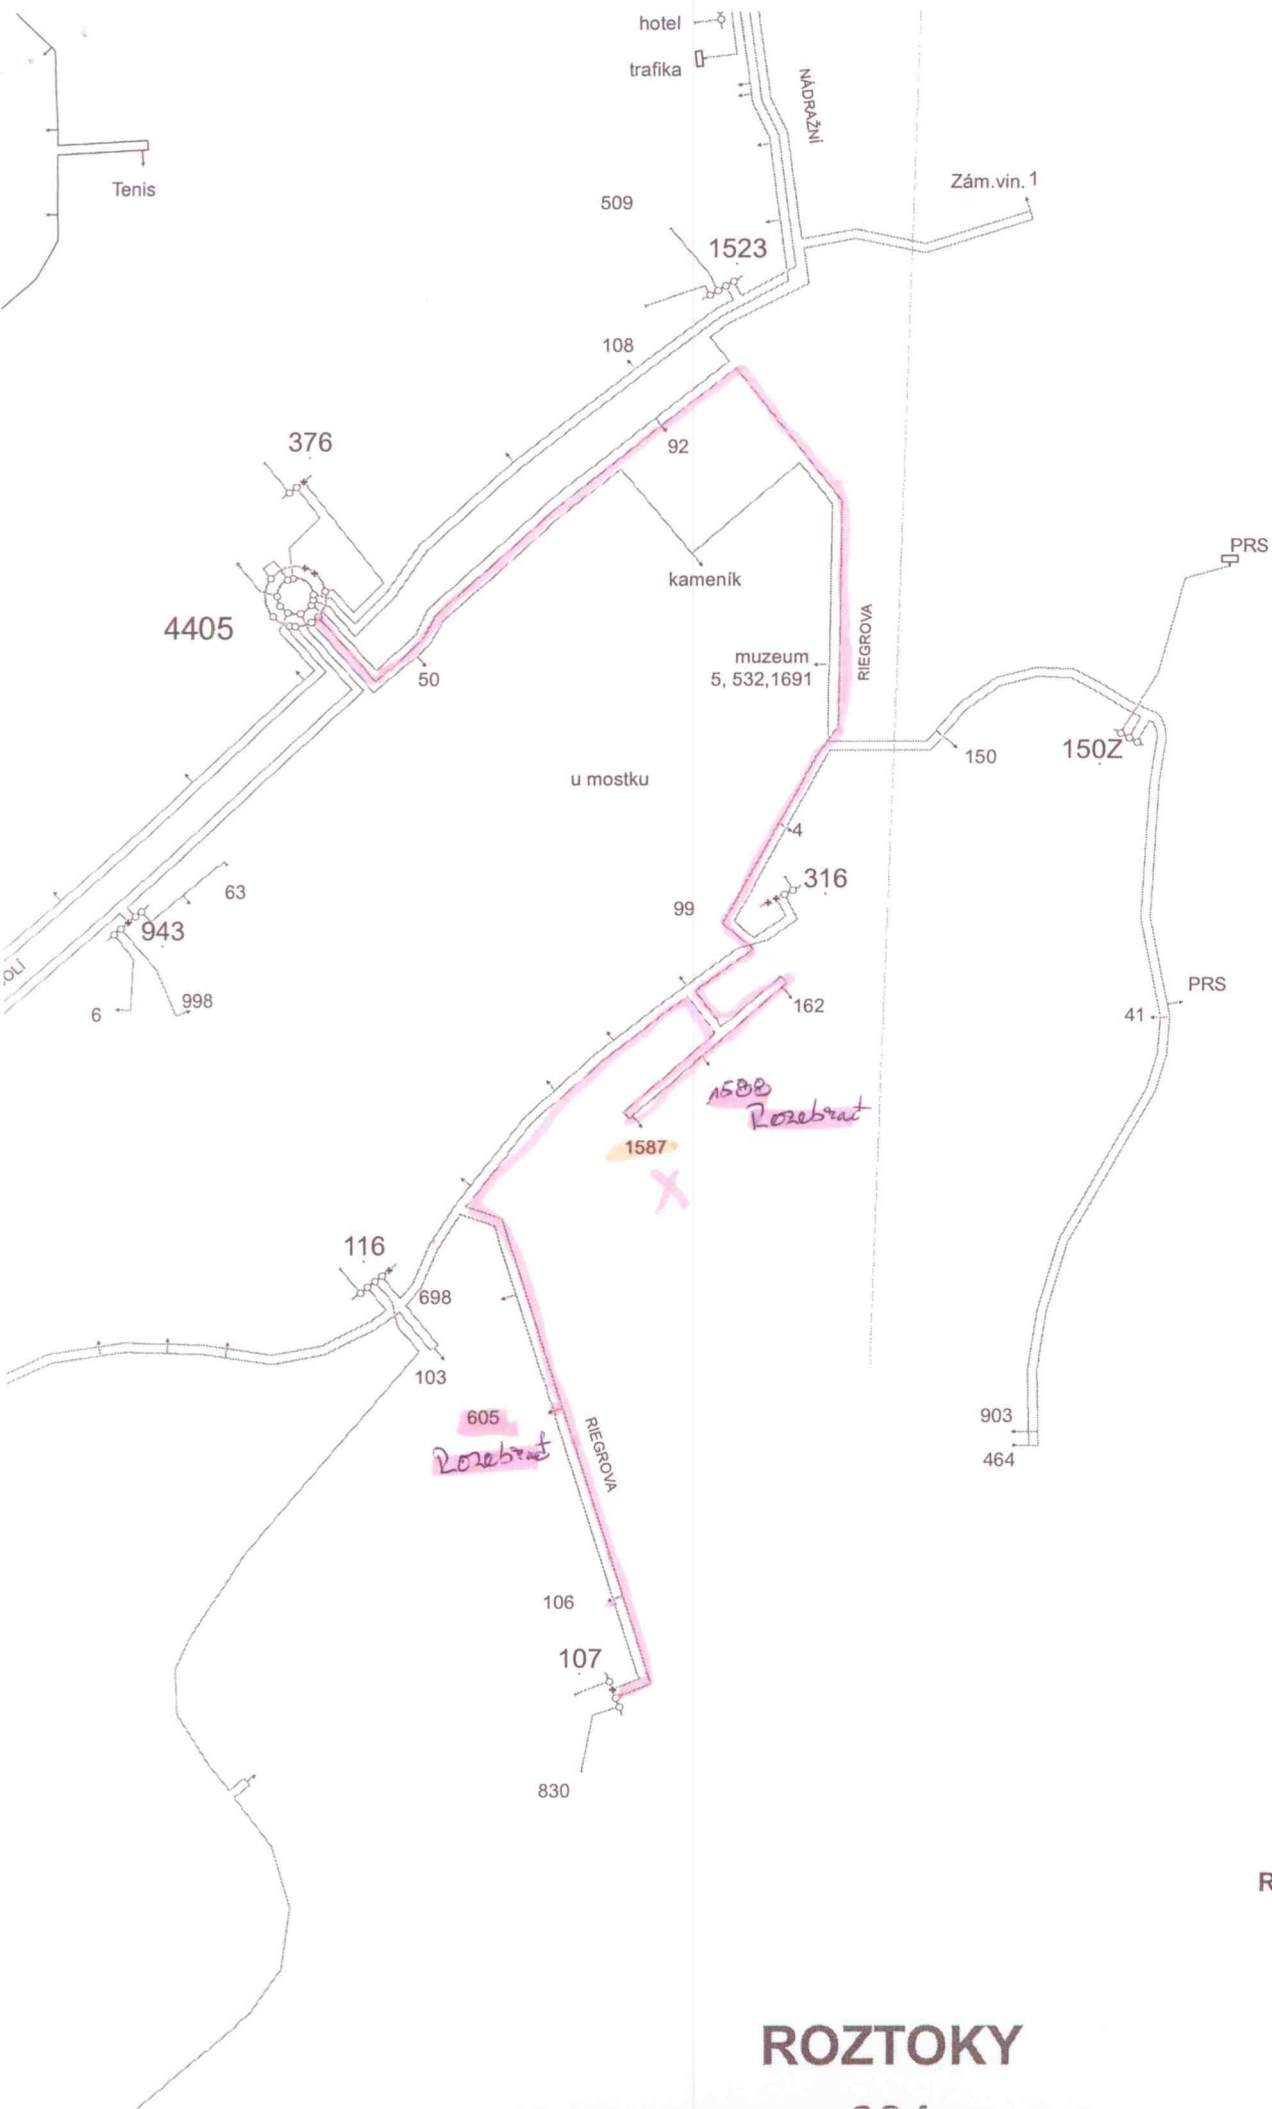 hotel
trafika
NÁDRAŽNÍ
Tenis
Zám.vin. 1
509
1523
108
376
92
kameník
PRS
4405
RIEGROVA
muzeum
5, 532,1691
50
150
150Z
u mostku
4
316
63
99
943
OLÍ
6
998
162
PRS
41
1588
Rozebrat
1587
116
698
103
605
Rozebrat
RIEGROVA
903
464
106
107
830
R
ROZTOKY